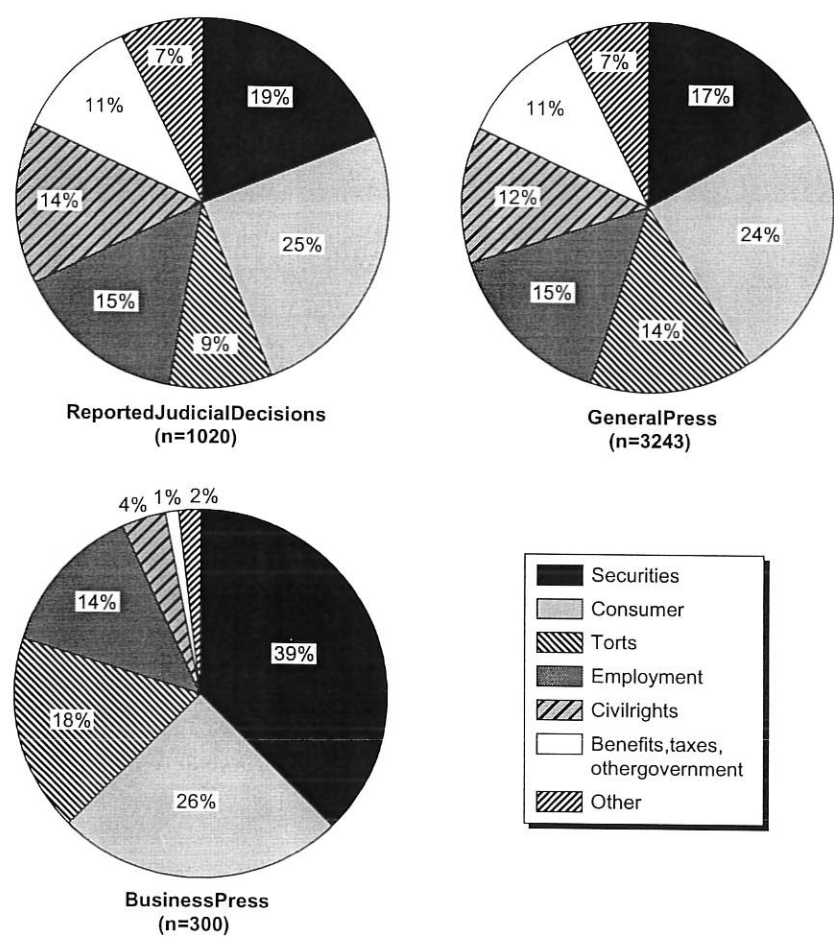 7%
19%
11%
14%
25%
15%
9%
ReportedJudicialDecisions
(n=1020)
7%
17%
11%
12%
24%
15%
14%
GeneralPress
(n=3243)
4% 1% 2%
14%
39%
18%
26%
BusinessPress
(n=300)
Securities
Consumer
Torts
Employment
Civilrights
Benefits,taxes,
othergovernment
Other